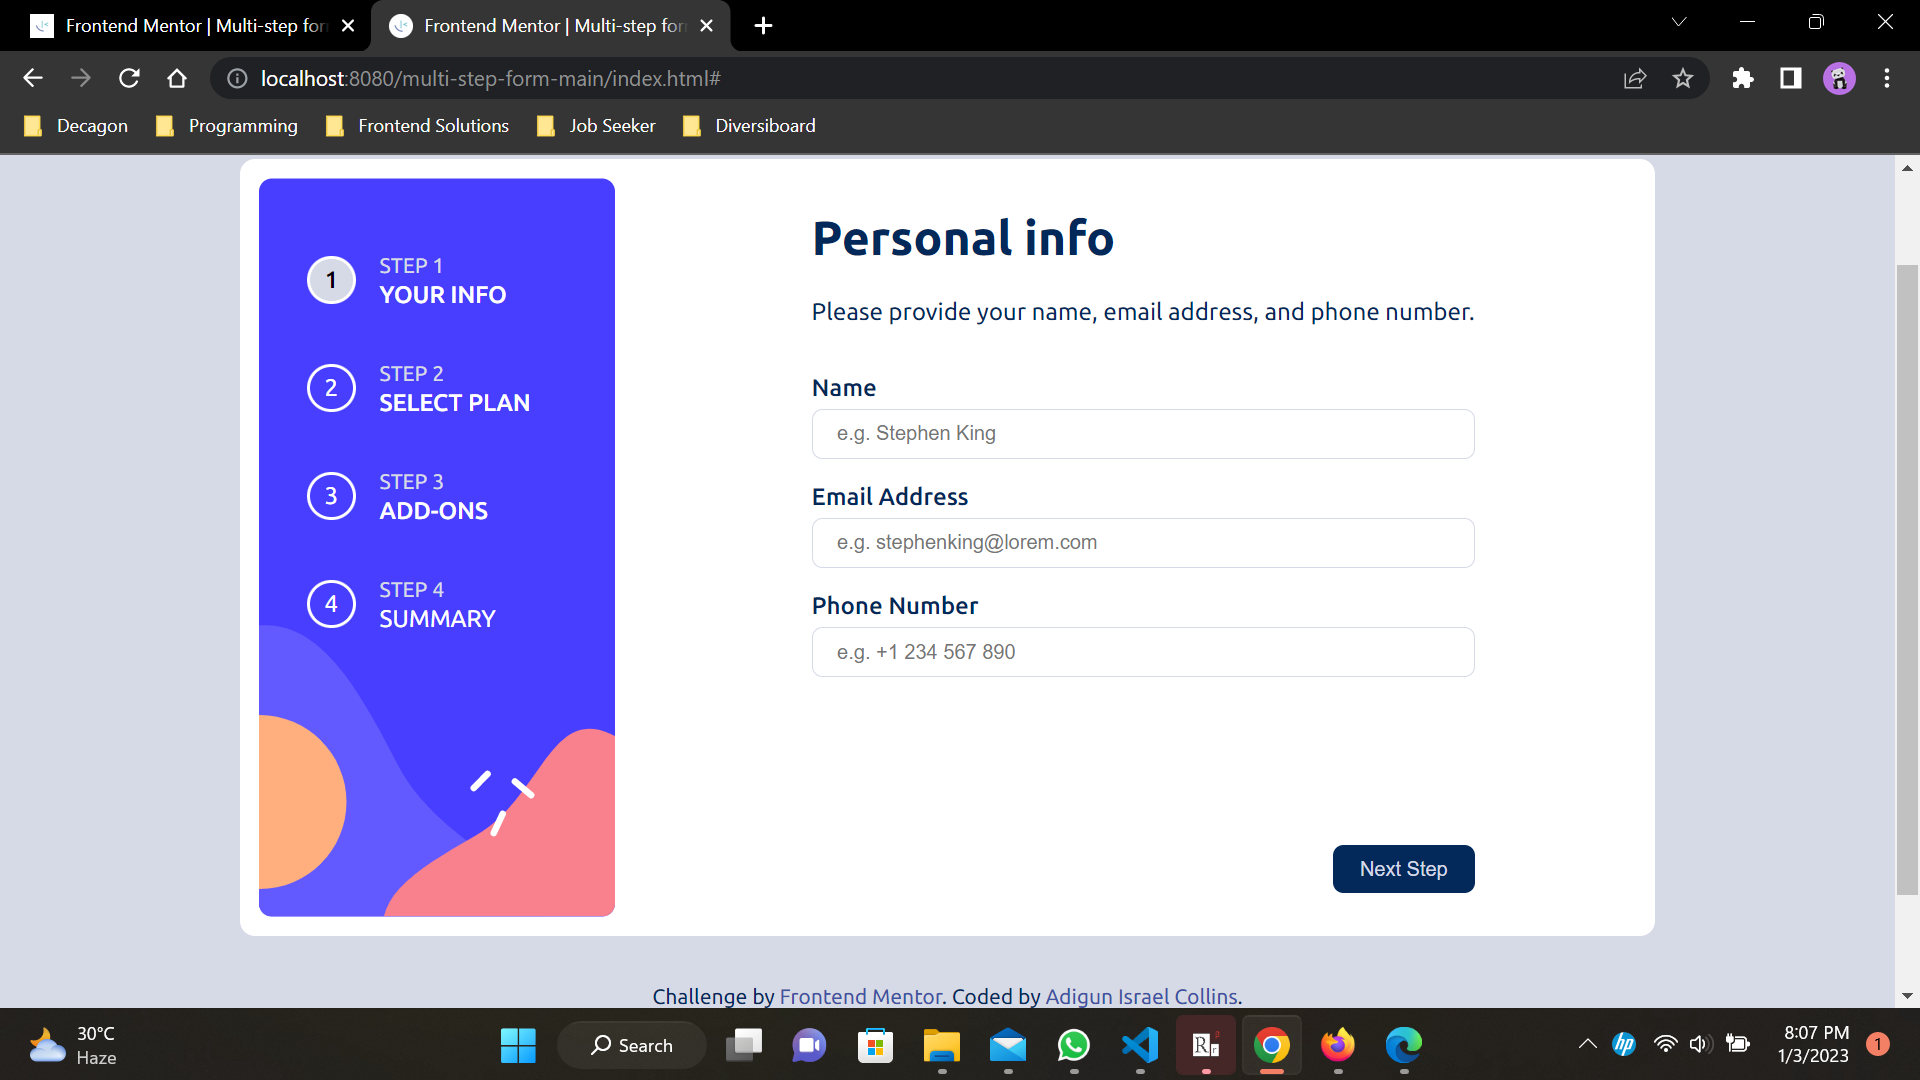 Frontend Mentor | Multi-step for
Frontend Mentor | Multi-step for
localhost:8080/multi-step-form-main/index.html#
Decagon
Programming
Frontend Solutions
Job Seeker
Diversiboard
1
STEP 1
YOUR INFO
2
STEP 2
SELECT PLAN
3
STEP 3
ADD-ONS
4
STEP 4
SUMMARY
Personal info
Please provide your name, email address, and phone number.
Name
e.g. Stephen King
Email Address
e.g. stephenking@lorem.com
Phone Number
e.g. +1 234 567 890
Next Step
Challenge by Frontend Mentor. Coded by Adigun Israel Collins.
30°C
Haze
Search
R
r
hp
8:07 PM
1/3/2023
1